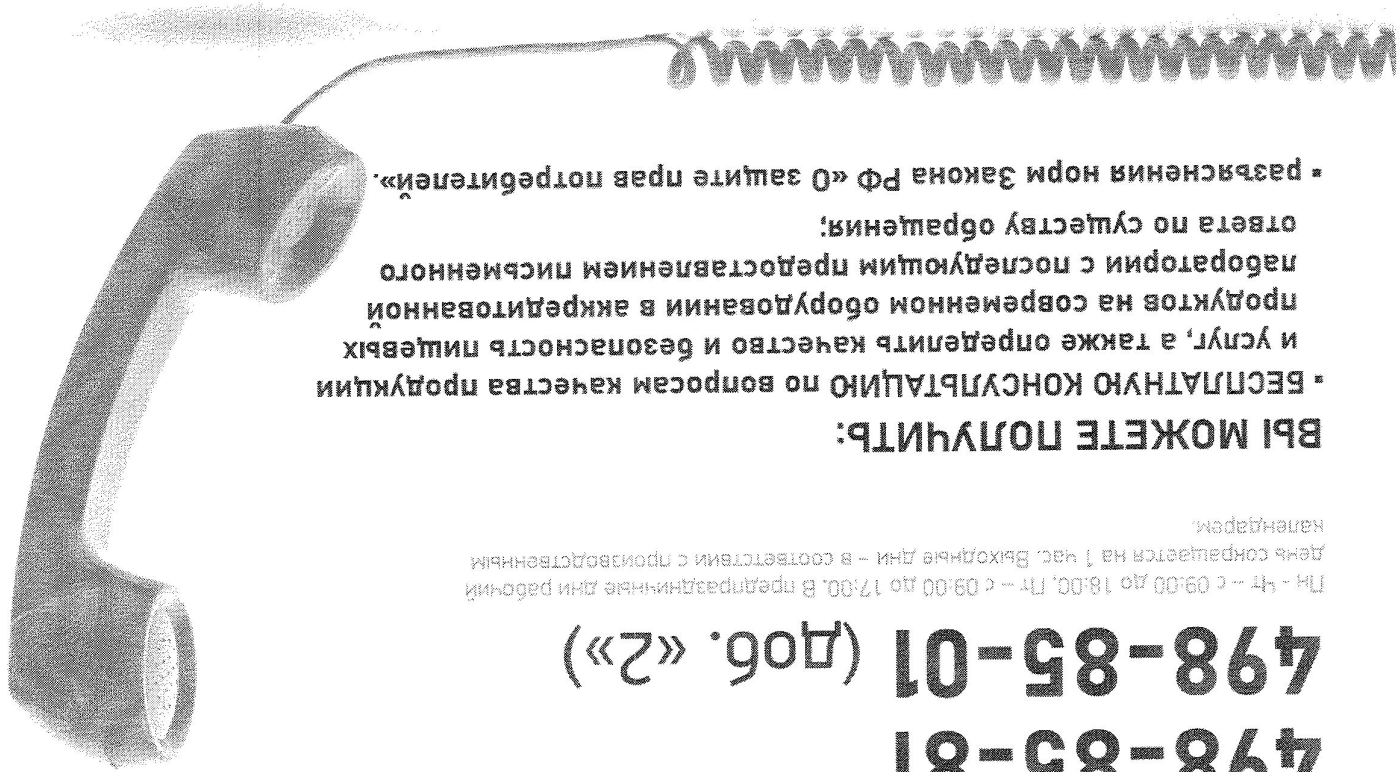 498-85-81
498-85-01 (доб. «2»)
Пн - Чт – с 09:00 до 18:00, Пт – с 09:00 до 17:00. В предпраздничные дни рабочий
день сокращается на 1 час. Выходные дни – в соответствии с производственным
календарем.
ВЫ МОЖЕТЕ ПОЛУЧИТЬ:
▪ БЕСПЛАТНУЮ КОНСУЛЬТАЦИЮ по вопросам качества продукции
и услуг, а также определить качество и безопасность пищевых
продуктов на современном оборудовании в аккредитованной
лаборатории с последующим предоставлением письменного
ответа по существу обращения;
▪ разъяснения норм Закона РФ «О защите прав потребителей».